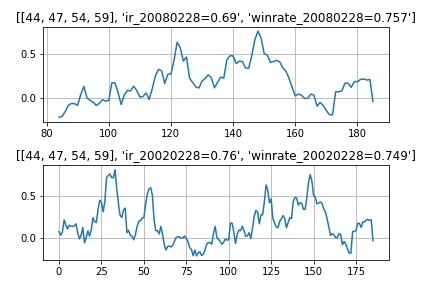 [[44, 47, 54, 59], 'ir_20080228=0.69', 'winrate_20080228=0.757']
0.5
0.0
80 100 120 140 160 180
[[44, 47, 54, 59], 'ir_20020228=0.76', 'winrate_20020228=0.749']
0.5
0.0
0 25 50 75 100 125 150 175